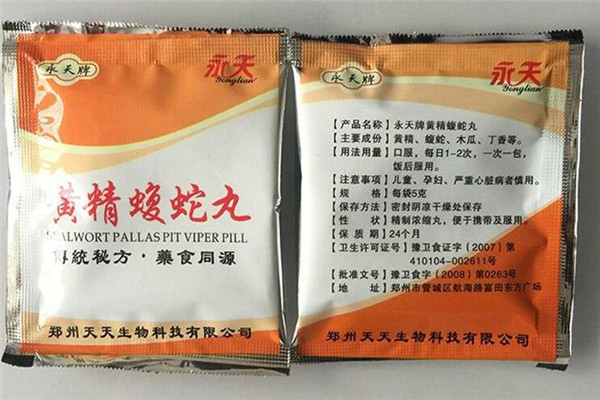 永天牌
永天
Yongtian
黄精蝮蛇丸
SEALWORT PALLAS PIT VIPER PILL
傳統秘方·藥食同源
郑州天天生物科技有限公司
永天牌
永天
Yongtian
【产品名称】永天牌黄精蝮蛇丸
【主要成份】黄精、蝮蛇、木瓜、丁香等。
【用法用量】口服，每日1-2次，一次一包，
饭后服用。
【注意事项】儿童、孕妇、严重心脏病者慎用。
【规 格】每袋5克
【保存方法】密封阴凉干燥处保存
【性 状】精制浓缩丸，便于携带及服用。
【保 质 期】24个月
【卫生许可证号】豫卫食证字（2007）第
410104-002611号
【批准文号】豫卫食字（2008）第0263号
【地 址】郑州市管城区航海路富田东方广场
郑州天天生物科技有限公司